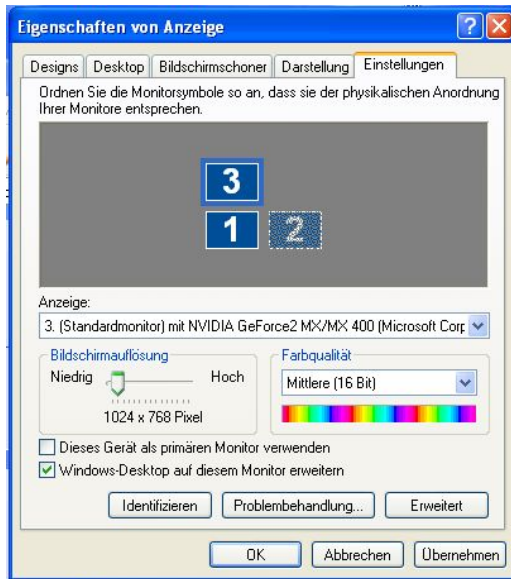 Eigenschaften von Anzeige
Designs Desktop Bildschirmschoner Darstellung Einstellungen
Ordnen Sie die Monitorsymbole so an, dass sie der physikalischen Anordnung
Ihrer Monitore entsprechen.
3
1 2
Anzeige:
3. (Standardmonitor) mit NVIDIA GeForce2 MX/MX 400 (Microsoft Corp
Bildschirmauflösung
Farbqualität
Niedrig Hoch
Mittlere (16 Bit)
1024 x 768 Pixel
Dieses Gerät als primären Monitor verwenden
Windows-Desktop auf diesem Monitor erweitern
Identifizieren Problembehandlung... Erweitert
OK Abbrechen Übernehmen